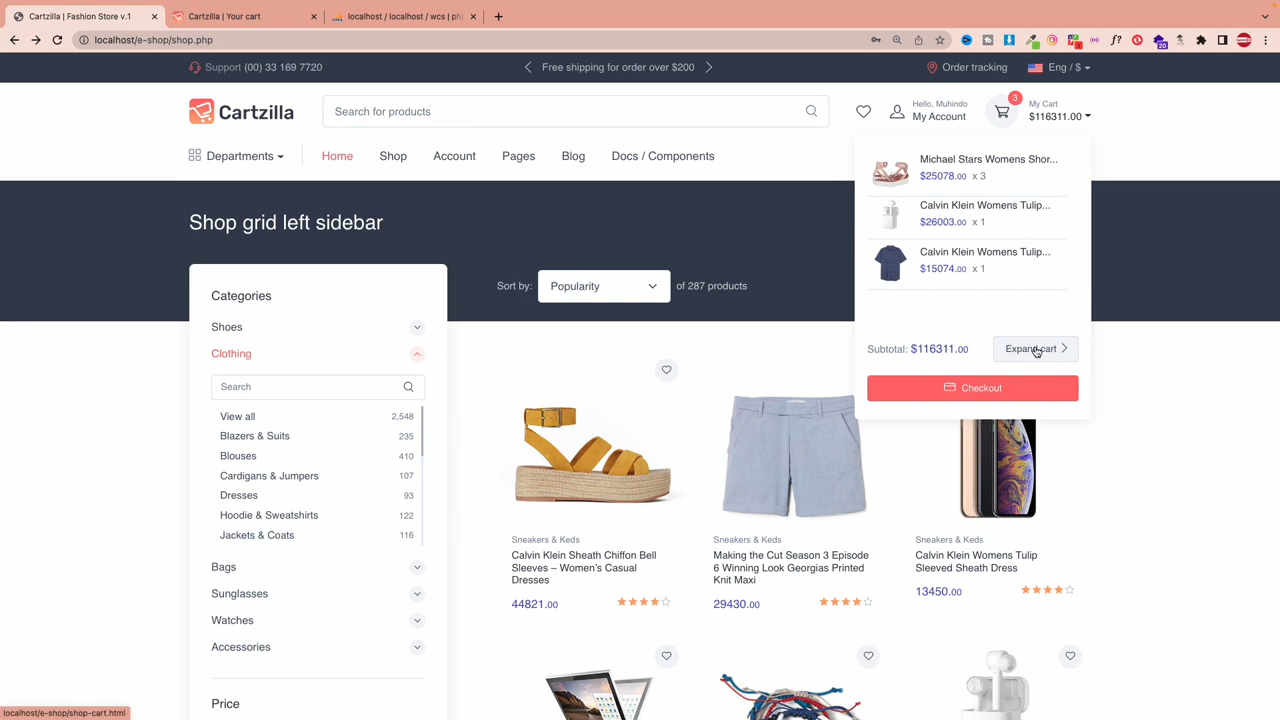 Cartzilla | Fashion Store v.1
Cartzilla | Your cart
localhost / localhost / wcs | ph
localhost/e-shop/shop.php
Support (00) 33 169 7720
Free shipping for order over $200
Order tracking
Eng / $
Cartzilla
Search for products
Hello, Muhindo
My Account
3
My Cart
$116311.00
Departments
Home
Shop
Account
Pages
Blog
Docs / Components
Michael Stars Womens Shor...
$25078.00 x 3
Calvin Klein Womens Tulip...
$26003.00 x 1
Calvin Klein Womens Tulip...
$15074.00 x 1
Subtotal: $116311.00
Expand cart
Checkout
Shop grid left sidebar
Sort by:
Popularity
of 287 products
Categories
Shoes
Clothing
Search
View all 2,548
Blazers & Suits 235
Blouses 410
Cardigans & Jumpers 107
Dresses 93
Hoodie & Sweatshirts 122
Jackets & Coats 116
Bags
Sunglasses
Watches
Accessories
Price
Sneakers & Keds
Calvin Klein Sheath Chiffon Bell
Sleeves – Women's Casual
Dresses
44821.00
Sneakers & Keds
Making the Cut Season 3 Episode
6 Winning Look Georgias Printed
Knit Maxi
29430.00
Sneakers & Keds
Calvin Klein Womens Tulip
Sleeved Sheath Dress
13450.00
localhost/e-shop/shop-cart.html